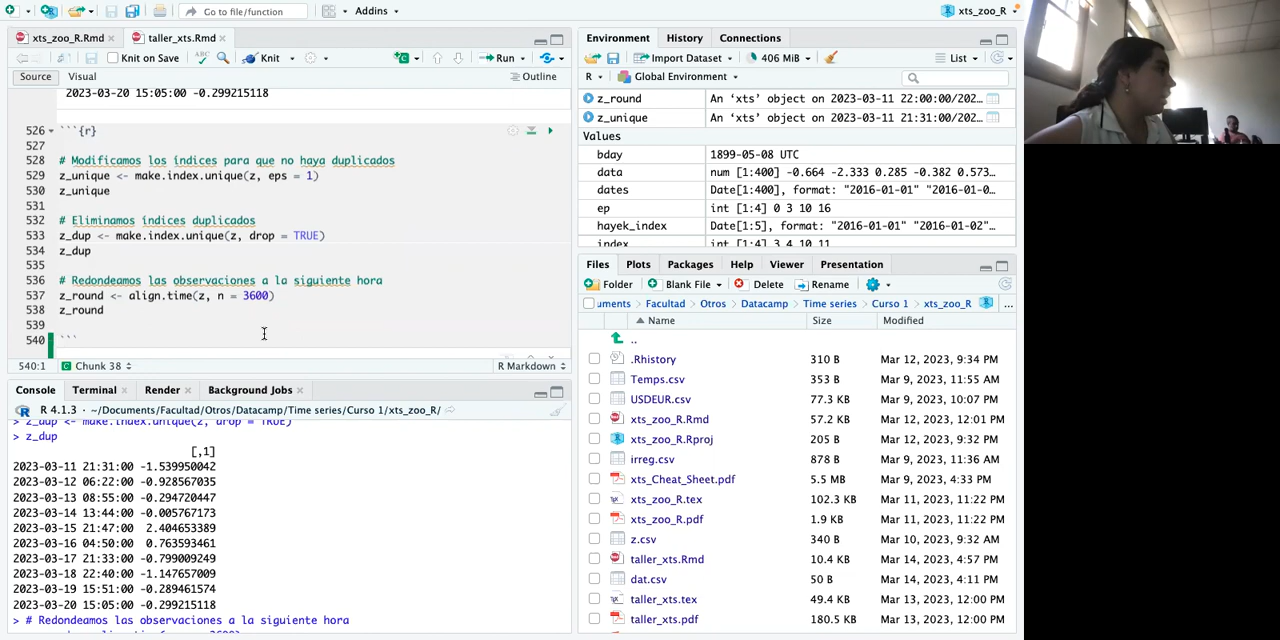 Go to file/function
Addins
xts_zoo_R
xts_zoo_R.Rmd
taller_xts.Rmd
Knit on Save
ABC
Knit
Run
Source
Visual
Outline
2023-03-20 15:05:00 -0.299215118
526 ```{r}
527
528 # Modificamos los índices para que no haya duplicados
529 z_unique <- make.index.unique(z, eps = 1)
530 z_unique
531
532 # Eliminamos índices duplicados
533 z_dup <- make.index.unique(z, drop = TRUE)
534 z_dup
535
536 # Redondeamos las observaciones a la siguiente hora
537 z_round <- align.time(z, n = 3600)
538 z_round
539
540 ```
540:1 Chunk 38 R Markdown
Console Terminal Render Background Jobs
R 4.1.3 · ~/Documents/Facultad/Otros/Datacamp/Time series/Curso 1/xts_zoo_R/
> z_dup <- make.index.unique(z, drop = TRUE)
> z_dup
[,1]
2023-03-11 21:31:00 -1.539950042
2023-03-12 06:22:00 -0.928567035
2023-03-13 08:55:00 -0.294720447
2023-03-14 13:44:00 -0.005767173
2023-03-15 21:47:00 2.404653389
2023-03-16 04:50:00 0.763593461
2023-03-17 21:33:00 -0.799009249
2023-03-18 22:40:00 -1.147657009
2023-03-19 15:51:00 -0.289461574
2023-03-20 15:05:00 -0.299215118
> # Redondeamos las observaciones a la siguiente hora
Environment History Connections
Import Dataset 406 MiB List
R Global Environment
z_round An ‘xts’ object on 2023-03-11 22:00:00/202…
z_unique An ‘xts’ object on 2023-03-11 21:31:00/202…
Values
bday 1899-05-08 UTC
data num [1:400] -0.664 -2.333 0.285 -0.382 0.573…
dates Date[1:400], format: "2016-01-01" "2016-01-0…
ep int [1:4] 0 3 10 16
hayek_index Date[1:5], format: "2016-01-01" "2016-01-02"…
index int [1:4] 3 4 10 11
Files Plots Packages Help Viewer Presentation
Folder Blank File Delete Rename
uments Facultad Otros Datacamp Time series Curso 1 xts_zoo_R ...
Name Size Modified
..
.Rhistory 310 B Mar 12, 2023, 9:34 PM
Temps.csv 353 B Mar 9, 2023, 11:55 AM
USDEUR.csv 77.3 KB Mar 9, 2023, 10:07 PM
xts_zoo_R.Rmd 57.2 KB Mar 12, 2023, 12:01 PM
xts_zoo_R.Rproj 205 B Mar 12, 2023, 9:32 PM
irreg.csv 878 B Mar 9, 2023, 11:36 AM
xts_Cheat_Sheet.pdf 5.5 MB Mar 9, 2023, 4:33 PM
xts_zoo_R.tex 102.3 KB Mar 11, 2023, 11:22 PM
xts_zoo_R.pdf 1.9 KB Mar 11, 2023, 11:22 PM
z.csv 340 B Mar 10, 2023, 9:32 AM
taller_xts.Rmd 10.4 KB Mar 14, 2023, 4:57 PM
dat.csv 50 B Mar 14, 2023, 4:11 PM
taller_xts.tex 49.4 KB Mar 13, 2023, 12:00 PM
taller_xts.pdf 180.5 KB Mar 13, 2023, 12:00 PM